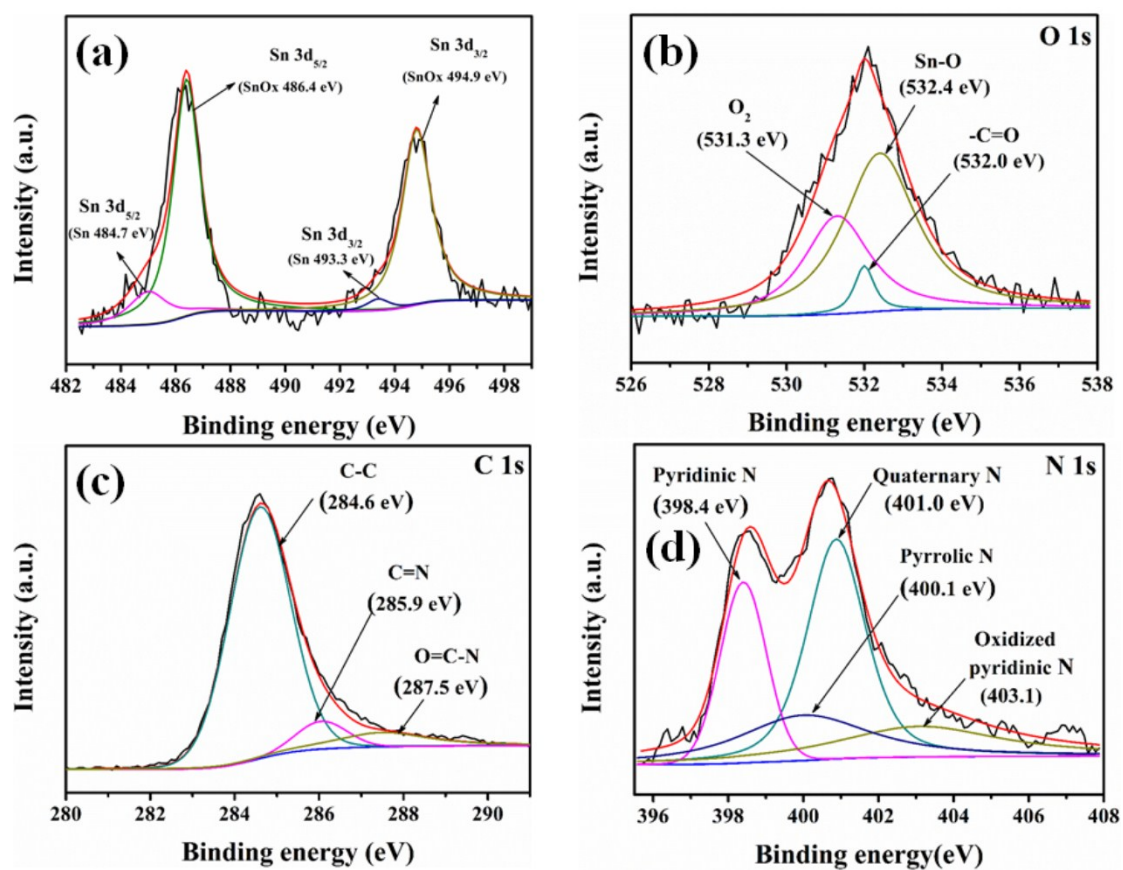 (a)
Sn 3d5/2
(SnOx 486.4 eV)
Sn 3d3/2
(SnOx 494.9 eV)
Sn 3d5/2
(Sn 484.7 eV)
Sn 3d3/2
(Sn 493.3 eV)
Intensity (a.u.)
482 484 486 488 490 492 494 496 498
Binding energy (eV)
(b)
O 1s
Sn-O
(532.4 eV)
O2
(531.3 eV)
-C=O
(532.0 eV)
Intensity (a.u.)
526 528 530 532 534 536 538
Binding energy (eV)
(c)
C 1s
C-C
(284.6 eV)
C=N
(285.9 eV)
O=C-N
(287.5 eV)
Intensity (a.u.)
280 282 284 286 288 290
Binding energy (eV)
N 1s
Pyridinic N
(398.4 eV)
Quaternary N
(401.0 eV)
(d)
Pyrrolic N
(400.1 eV)
Oxidized
pyridinic N
(403.1)
Intensity (a.u.)
396 398 400 402 404 406 408
Binding energy(eV)